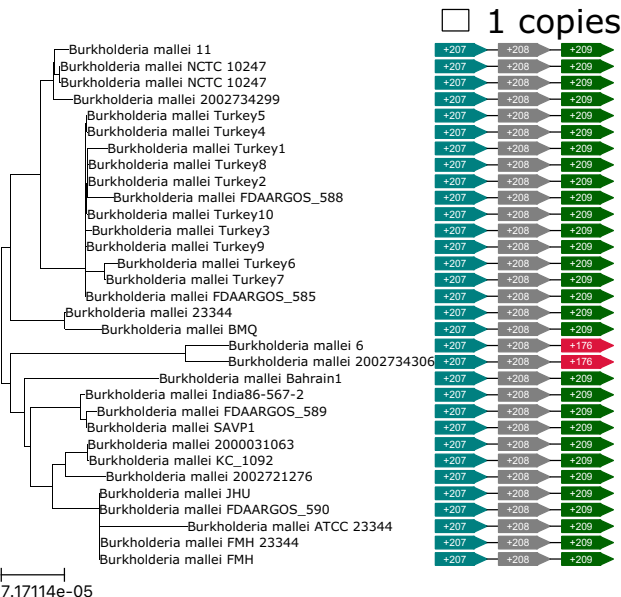 1 copies
Burkholderia mallei 11 +207 +208 +209
Burkholderia mallei NCTC 10247 +207 +208 +209
Burkholderia mallei NCTC 10247 +207 +208 +209
Burkholderia mallei 2002734299 +207 +208 +209
Burkholderia mallei Turkey5 +207 +208 +209
Burkholderia mallei Turkey4 +207 +208 +209
Burkholderia mallei Turkey1 +207 +208 +209
Burkholderia mallei Turkey8 +207 +208 +209
Burkholderia mallei Turkey2 +207 +208 +209
Burkholderia mallei FDAARGOS_588 +207 +208 +209
Burkholderia mallei Turkey10 +207 +208 +209
Burkholderia mallei Turkey3 +207 +208 +209
Burkholderia mallei Turkey9 +207 +208 +209
Burkholderia mallei Turkey6 +207 +208 +209
Burkholderia mallei Turkey7 +207 +208 +209
Burkholderia mallei FDAARGOS_585 +207 +208 +209
Burkholderia mallei 23344 +207 +208 +209
Burkholderia mallei BMQ +207 +208 +209
Burkholderia mallei 6 +207 +208 +176
Burkholderia mallei 2002734306 +207 +208 +176
Burkholderia mallei Bahrain1 +207 +208 +209
Burkholderia mallei India86-567-2 +207 +208 +209
Burkholderia mallei FDAARGOS_589 +207 +208 +209
Burkholderia mallei SAVP1 +207 +208 +209
Burkholderia mallei 2000031063 +207 +208 +209
Burkholderia mallei KC_1092 +207 +208 +209
Burkholderia mallei 2002721276 +207 +208 +209
Burkholderia mallei JHU +207 +208 +209
Burkholderia mallei FDAARGOS_590 +207 +208 +209
Burkholderia mallei ATCC 23344 +207 +208 +209
Burkholderia mallei FMH 23344 +207 +208 +209
Burkholderia mallei FMH +207 +208 +209
7.17114e-05